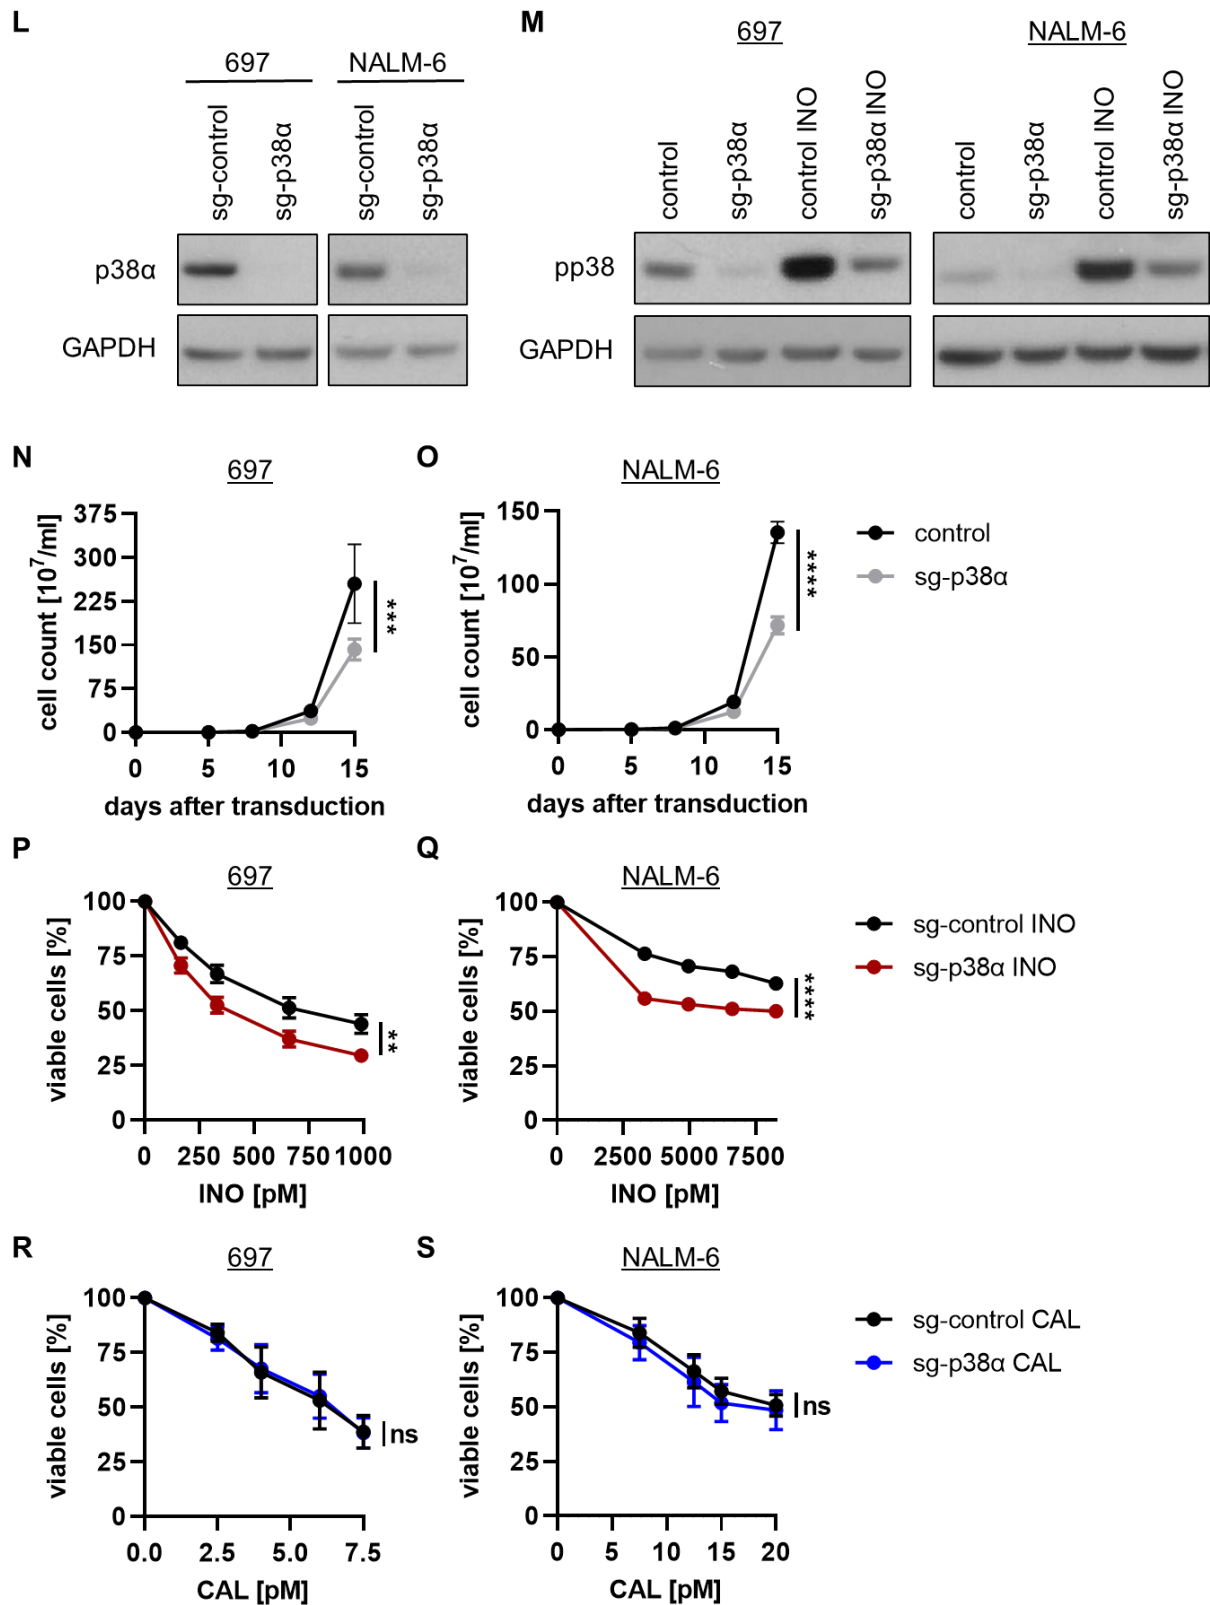 L
697
NALM-6
sg-control
sg-p38α
sg-control
sg-p38α
p38α
GAPDH
M
697
NALM-6
control
sg-p38α
control INO
sg-p38α INO
control
sg-p38α
control INO
sg-p38α INO
pp38
GAPDH
N
697
cell count [10⁷/ml]
375
300
225
150
75
0
***
0 5 10 15
days after transduction
O
NALM-6
cell count [10⁷/ml]
150
100
50
0
****
0 5 10 15
days after transduction
control
sg-p38α
P
697
viable cells [%]
100
75
50
25
0
**
0 250 500 750 1000
INO [pM]
Q
NALM-6
viable cells [%]
100
75
50
25
0
****
0 2500 5000 7500
INO [pM]
sg-control INO
sg-p38α INO
R
697
viable cells [%]
100
75
50
25
0
ns
0.0 2.5 5.0 7.5
CAL [pM]
S
NALM-6
viable cells [%]
100
75
50
25
0
ns
0 5 10 15 20
CAL [pM]
sg-control CAL
sg-p38α CAL